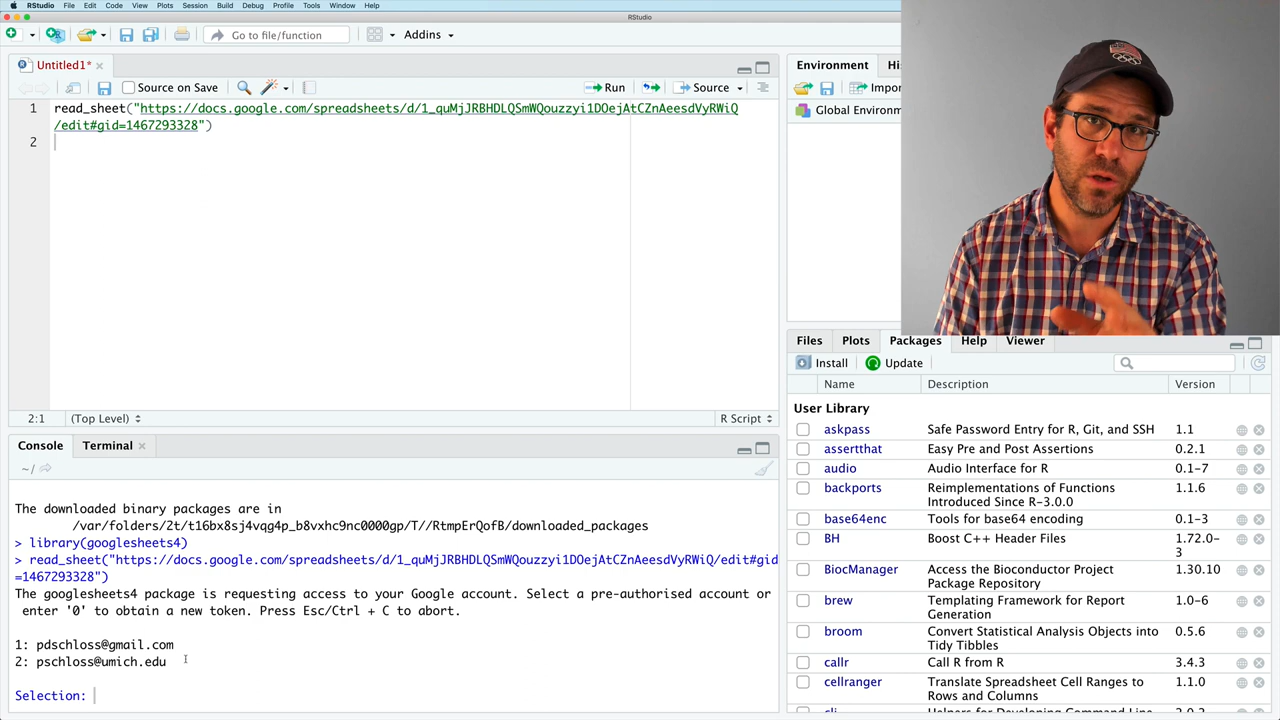 RStudio File Edit Code View Plots Session Build Debug Profile Tools Window Help
RStudio
Go to file/function
Addins
Untitled1*
Source on Save
Run
Source
1 read_sheet("https://docs.google.com/spreadsheets/d/1_quMjJRBHDLQSmWQouzzyi1DOejAtCZnAeesdVyRWiQ
/edit#gid=1467293328")
2
2:1 (Top Level) R Script
Console Terminal
~/
The downloaded binary packages are in
/var/folders/2t/t16bx8sj4vqg4p_b8vxhc9nc0000gp/T//RtmpErQofB/downloaded_packages
> library(googlesheets4)
> read_sheet("https://docs.google.com/spreadsheets/d/1_quMjJRBHDLQSmWQouzzyi1DOejAtCZnAeesdVyRWiQ/edit#gid
=1467293328")
The googlesheets4 package is requesting access to your Google account. Select a pre-authorised account or
enter '0' to obtain a new token. Press Esc/Ctrl + C to abort.
1: pdschloss@gmail.com
2: pschloss@umich.edu
Selection:
Environment
Global
Files Plots Packages Help Viewer
Install Update
Name Description Version
User Library
askpass Safe Password Entry for R, Git, and SSH 1.1
assertthat Easy Pre and Post Assertions 0.2.1
audio Audio Interface for R 0.1-7
backports Reimplementations of Functions
Introduced Since R-3.0.0 1.1.6
base64enc Tools for base64 encoding 0.1-3
BH Boost C++ Header Files 1.72.0-
3
BiocManager Access the Bioconductor Project
Package Repository 1.30.10
brew Templating Framework for Report
Generation 1.0-6
broom Convert Statistical Analysis Objects into
Tidy Tibbles 0.5.6
callr Call R from R 3.4.3
cellranger Translate Spreadsheet Cell Ranges to
Rows and Columns 1.1.0